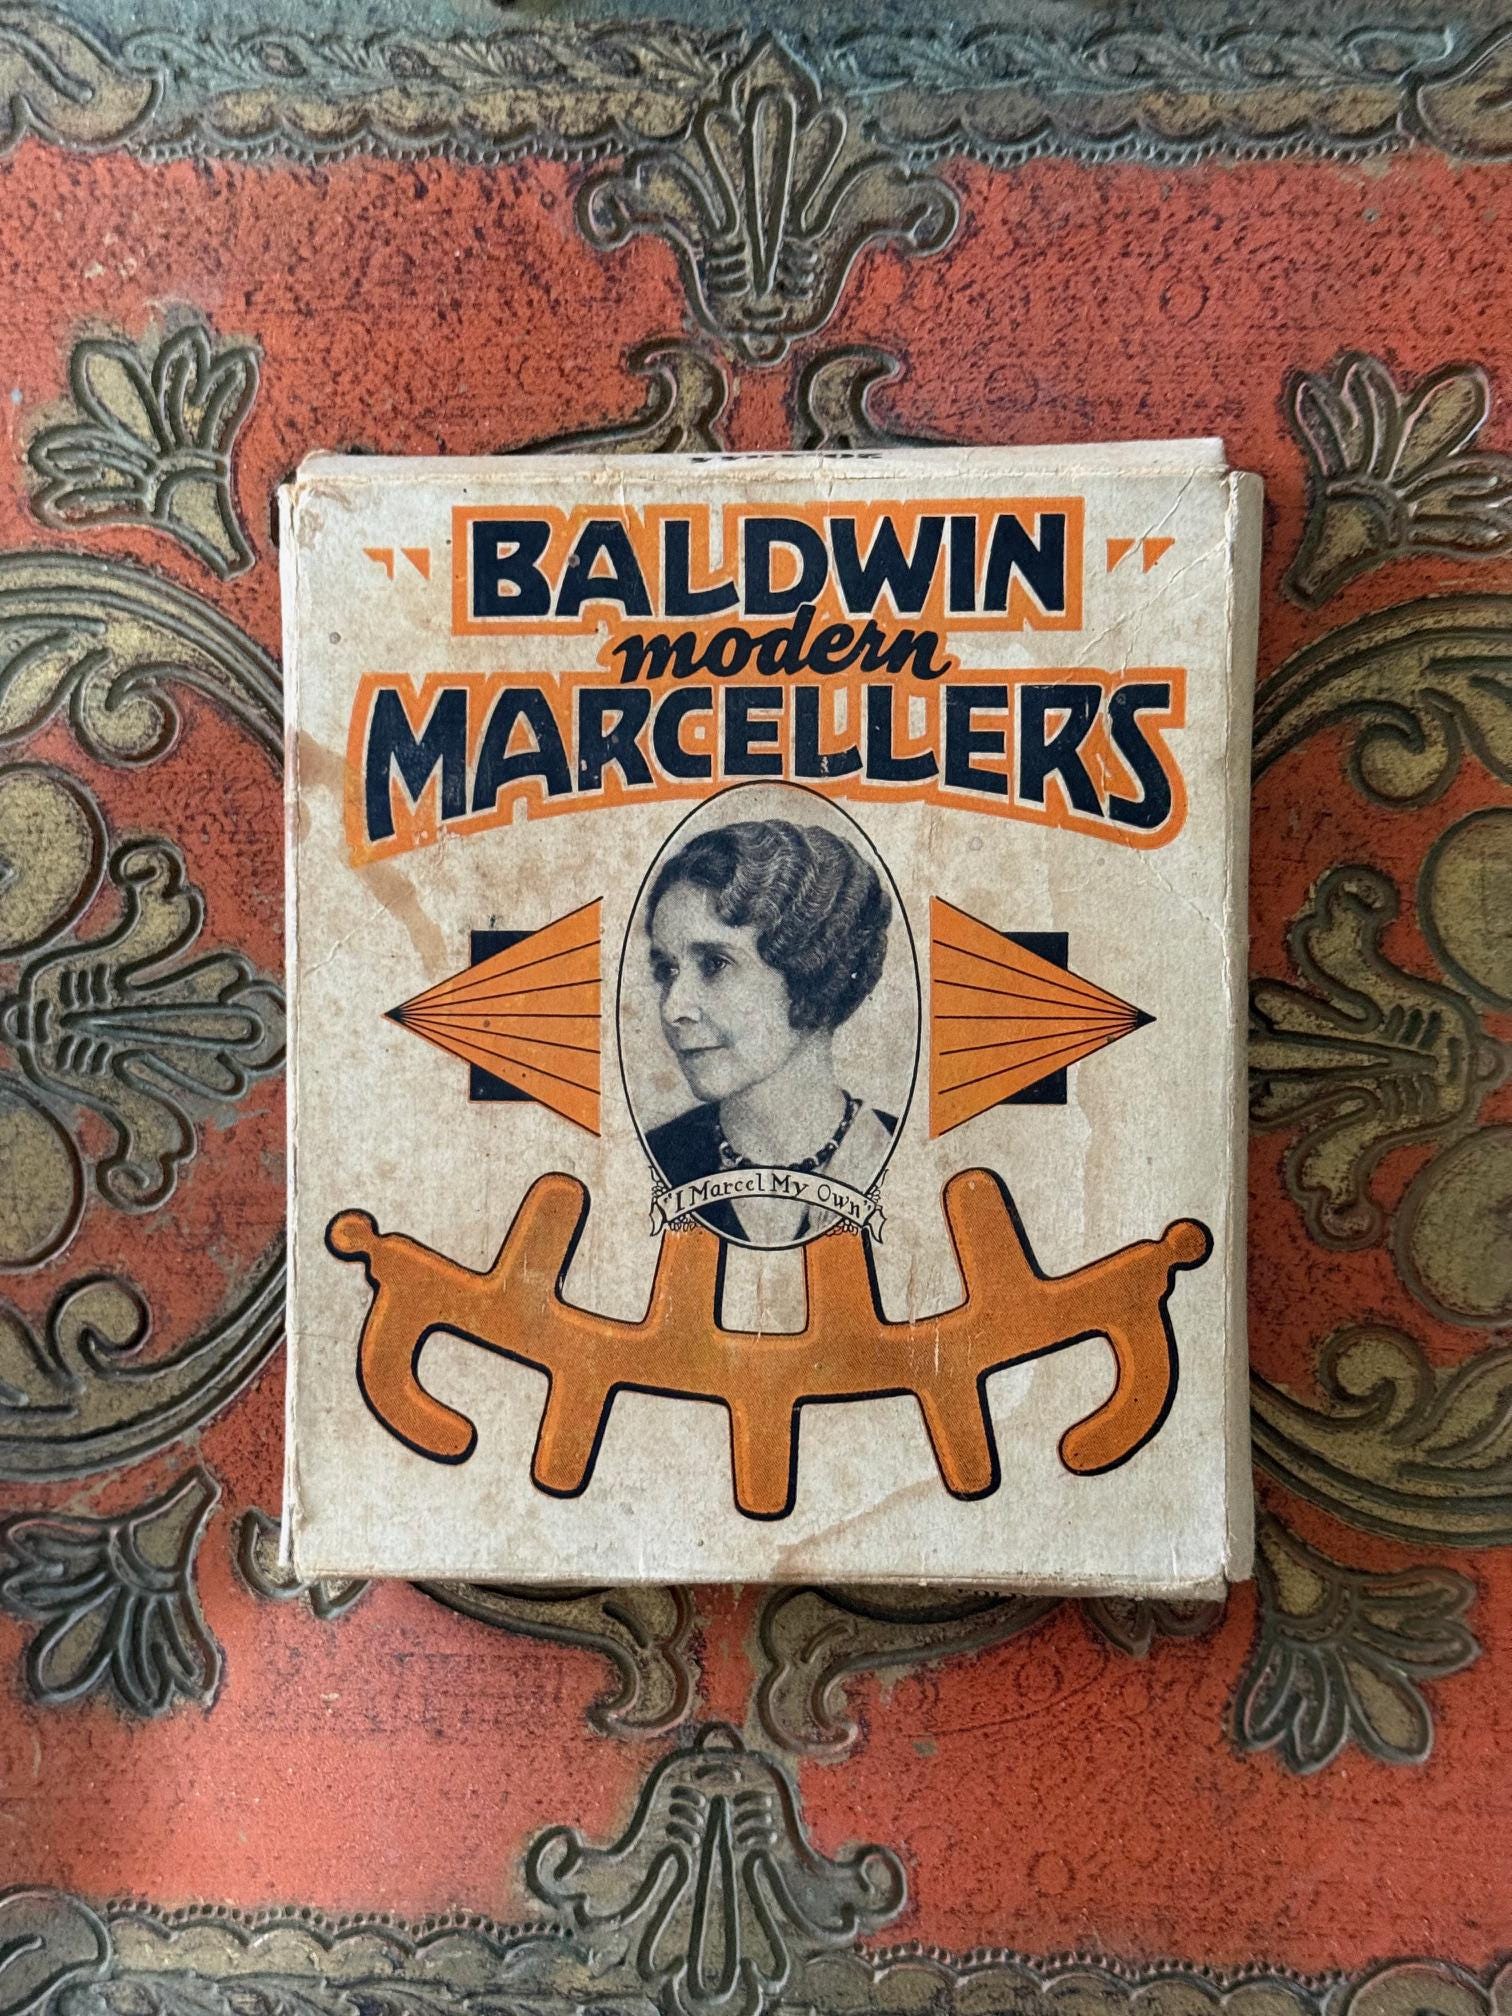 "BALDWIN"
modern
MARCELLERS
"I Marcel My Own"